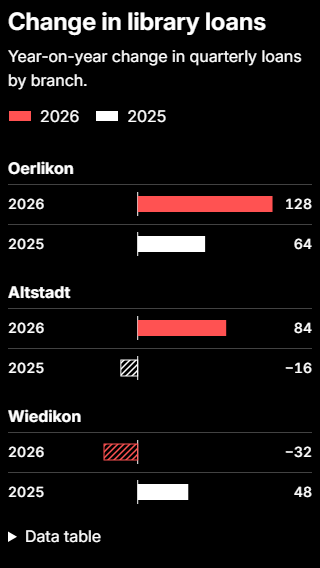 Change in library loans
Year-on-year change in quarterly loans
by branch.
2026 2025
Oerlikon
2026 128
2025 64
Altstadt
2026 84
2025 −16
Wiedikon
2026 −32
2025 48
Data table